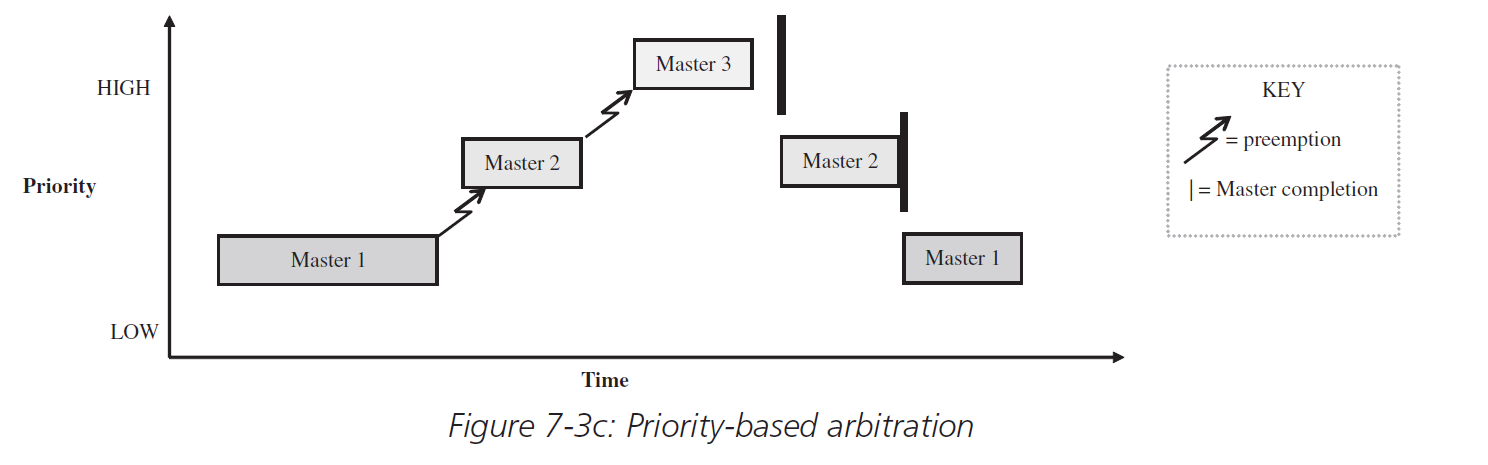 HIGH
Priority
LOW
Master 1
Master 2
Master 3
Master 2
Master 1
Time
KEY
= preemption
| = Master completion
Figure 7-3c: Priority-based arbitration